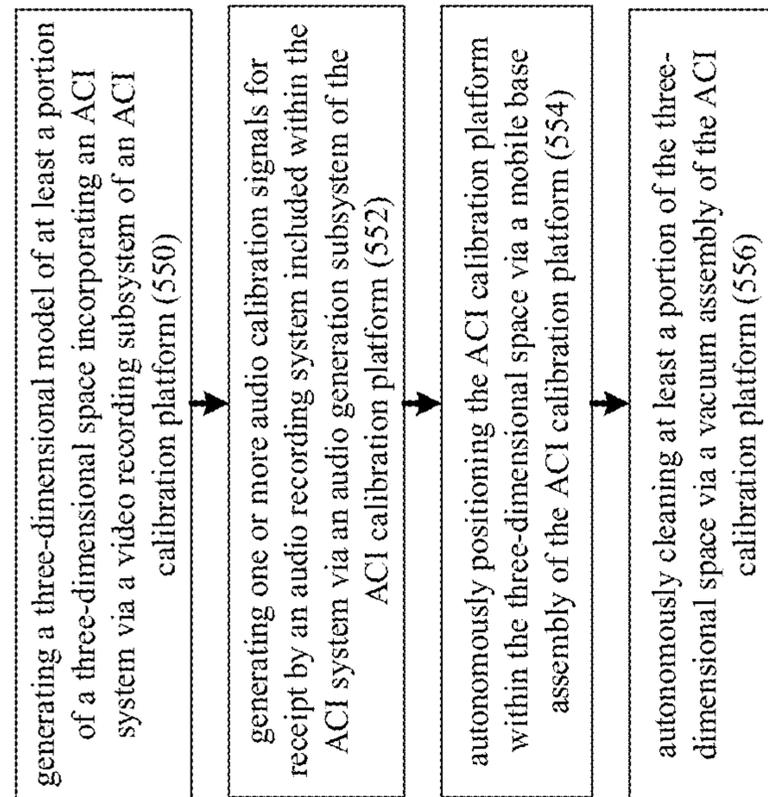 generating a three-dimensional model of at least a portion
of a three-dimensional space incorporating an ACI
system via a video recording subsystem of an ACI
calibration platform (550)
generating one or more audio calibration signals for
receipt by an audio recording system included within the
ACI system via an audio generation subsystem of the
ACI calibration platform (552)
autonomously positioning the ACI calibration platform
within the three-dimensional space via a mobile base
assembly of the ACI calibration platform (554)
autonomously cleaning at least a portion of the three-
dimensional space via a vacuum assembly of the ACI
calibration platform (556)